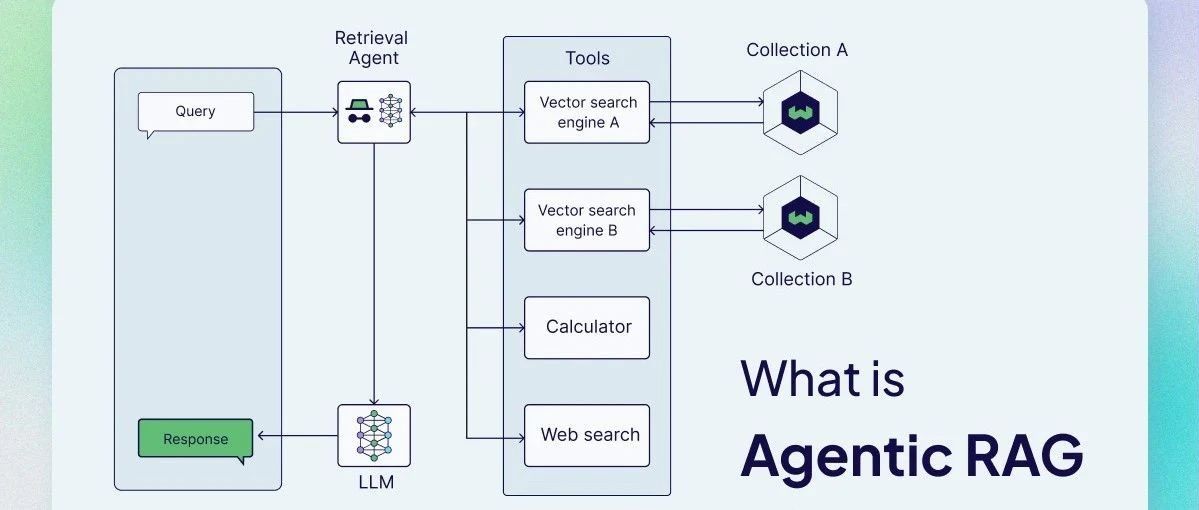 Retrieval
Agent
Query
Tools
Vector search
engine A
Collection A
Vector search
engine B
Collection B
Calculator
Web search
Response
LLM
What is
Agentic RAG